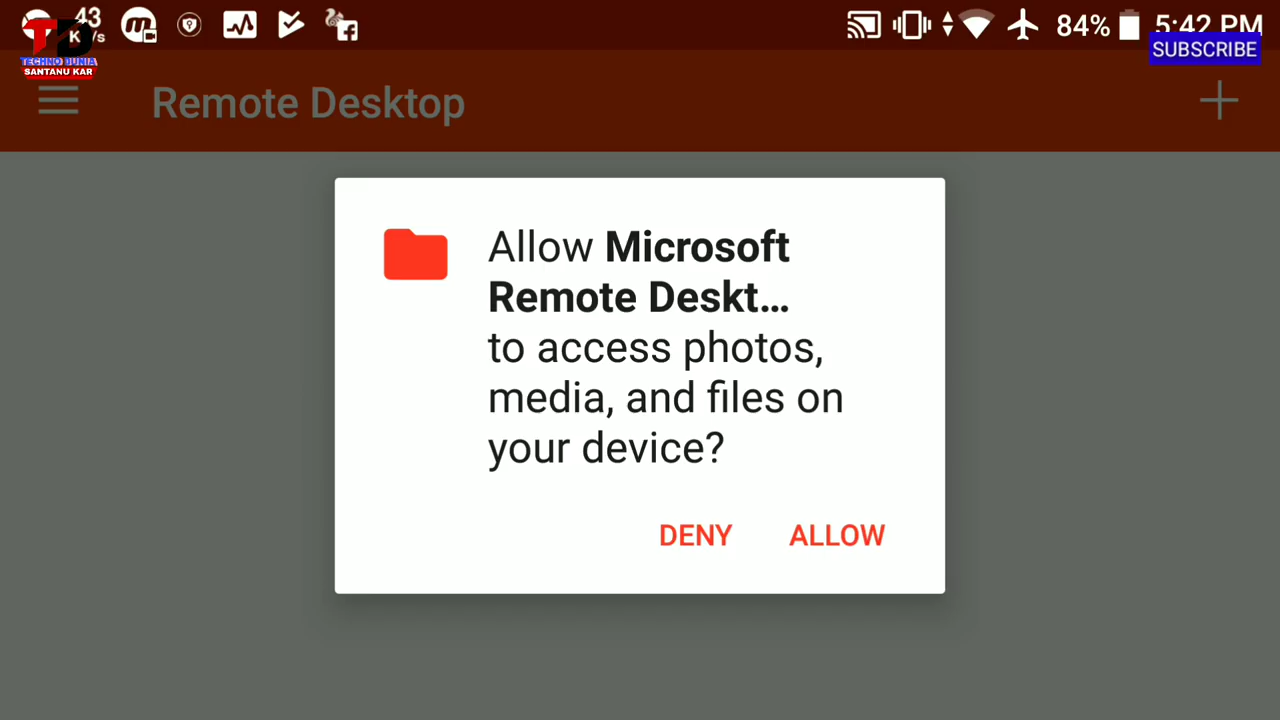 43
K/s
84%
5:42 PM
TD
TECHNO DUNIA
SANTANU KAR
SUBSCRIBE
Remote Desktop
Allow Microsoft
Remote Deskt...
to access photos,
media, and files on
your device?
DENY ALLOW